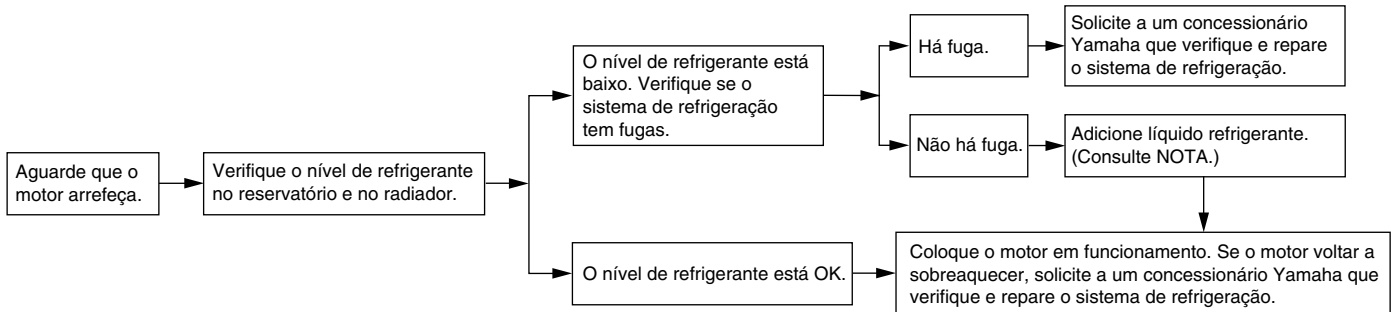 Aguarde que o
motor arrefeça.
Verifique o nível de refrigerante
no reservatório e no radiador.
O nível de refrigerante está
baixo. Verifique se o
sistema de refrigeração
tem fugas.
Há fuga.
Solicite a um concessionário
Yamaha que verifique e repare
o sistema de refrigeração.
Não há fuga.
Adicione líquido refrigerante.
(Consulte NOTA.)
O nível de refrigerante está OK.
Coloque o motor em funcionamento. Se o motor voltar a
sobreaquecer, solicite a um concessionário Yamaha que
verifique e repare o sistema de refrigeração.